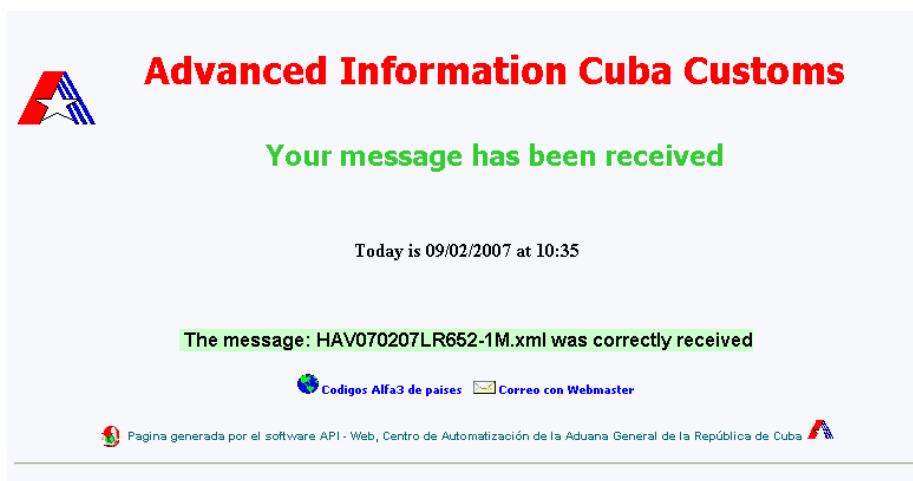 Advanced Information Cuba Customs
Your message has been received
Today is 09/02/2007 at 10:35
The message: HAV070207LR652-1M.xml was correctly received
Codigos Alfa3 de paises Correo con Webmaster
Pagina generada por el software API - Web, Centro de Automatización de la Aduana General de la República de Cuba